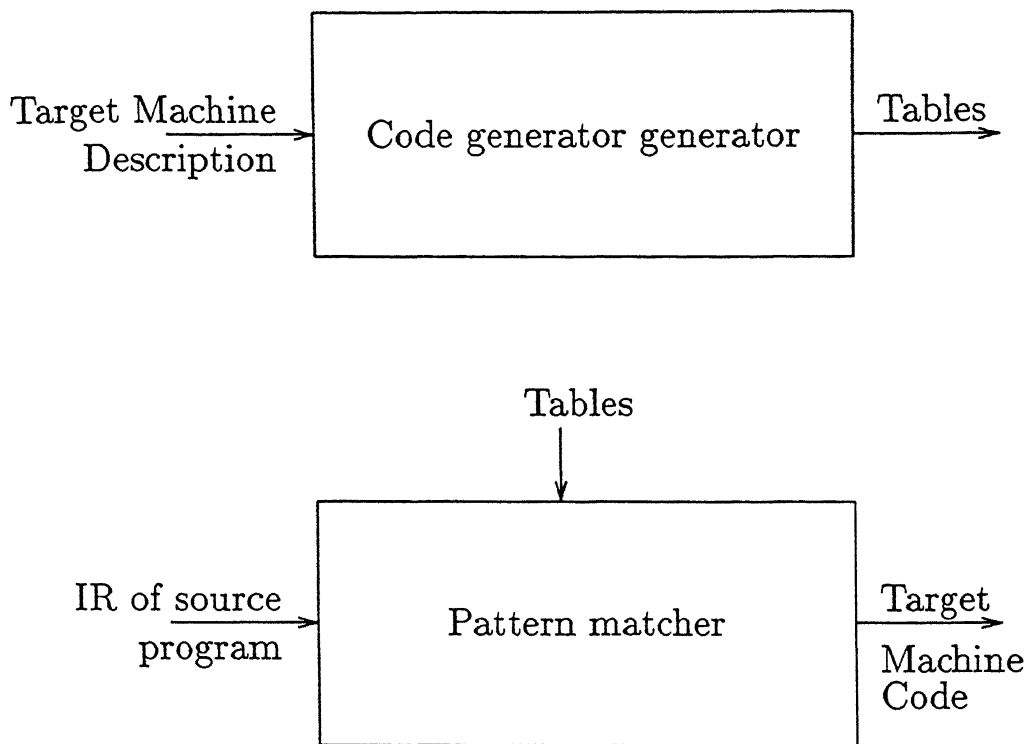 Target Machine
Description
Code generator generator
Tables
Tables
IR of source
program
Pattern matcher
Target
Machine
Code